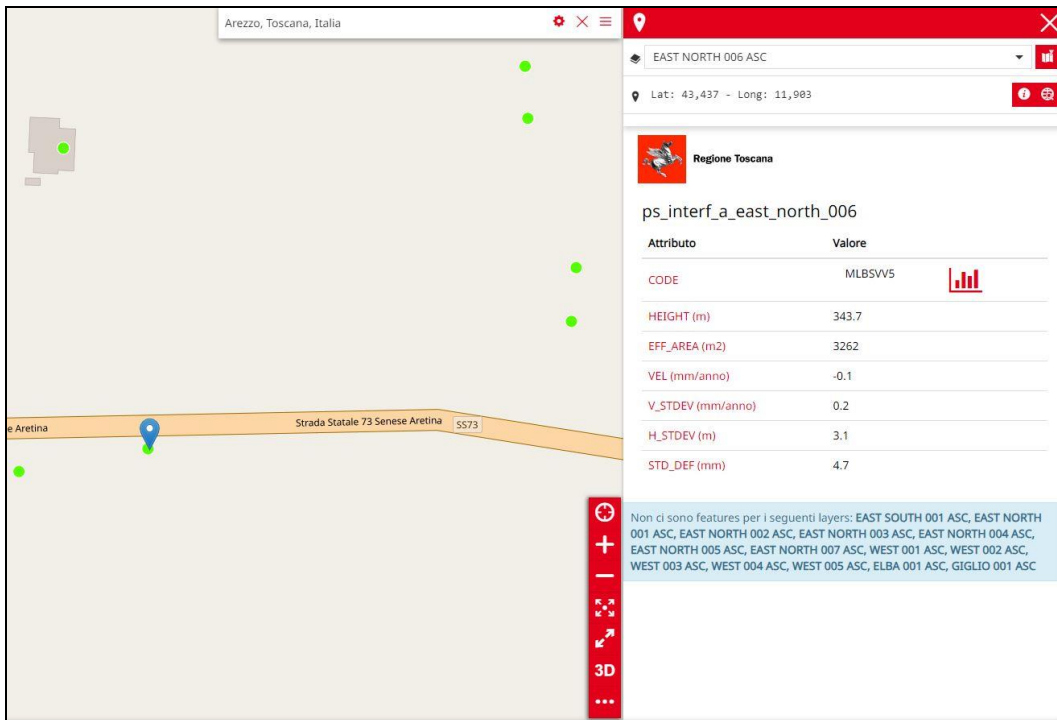 Arezzo, Toscana, Italia
e Aretina
Strada Statale 73 Senese Aretina
SS73
3D
EAST NORTH 006 ASC
Lat: 43,437 - Long: 11,903
Regione Toscana
ps_interf_a_east_north_006
Attributo Valore
CODE MLBSVV5
HEIGHT (m) 343.7
EFF_AREA (m2) 3262
VEL (mm/anno) -0.1
V_STDEV (mm/anno) 0.2
H_STDEV (m) 3.1
STD_DEF (mm) 4.7
Non ci sono features per i seguenti layers: EAST SOUTH 001 ASC, EAST NORTH
001 ASC, EAST NORTH 002 ASC, EAST NORTH 003 ASC, EAST NORTH 004 ASC,
EAST NORTH 005 ASC, EAST NORTH 007 ASC, WEST 001 ASC, WEST 002 ASC,
WEST 003 ASC, WEST 004 ASC, WEST 005 ASC, ELBA 001 ASC, GIGLIO 001 ASC